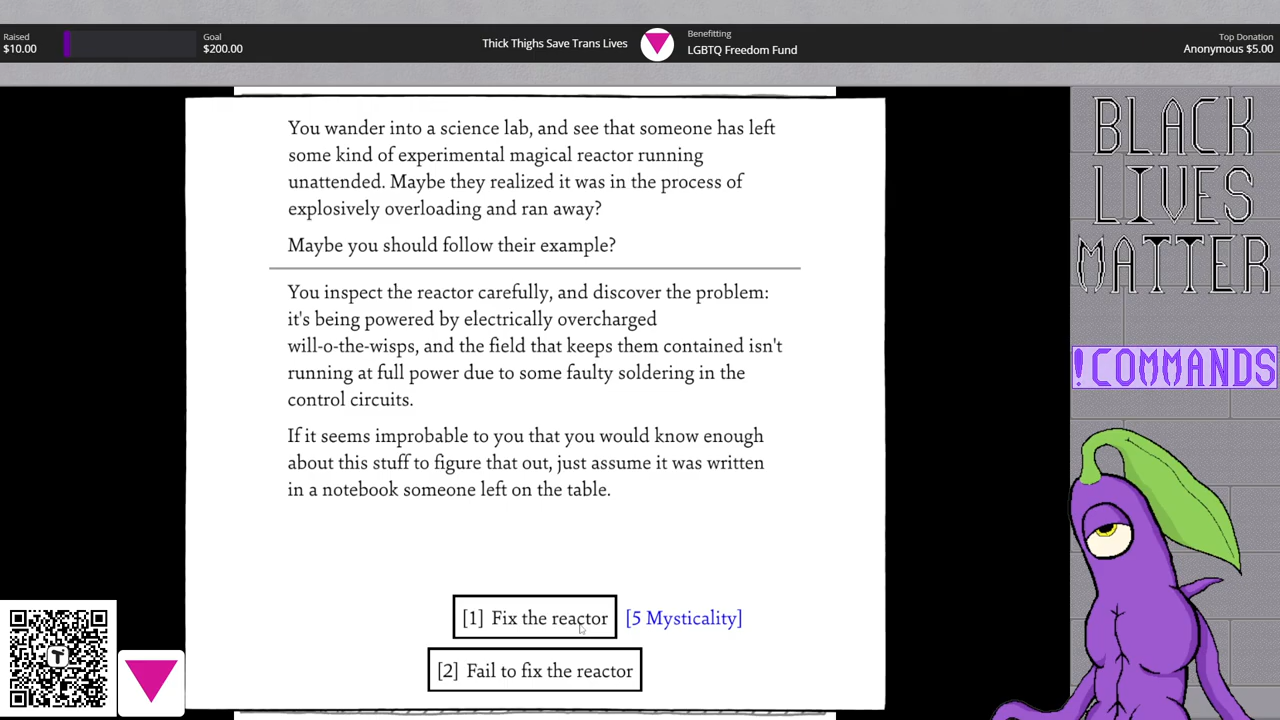 Raised
$10.00
Goal
$200.00
Thick Thighs Save Trans Lives
Benefitting
LGBTQ Freedom Fund
Top Donation
Anonymous $5.00
You wander into a science lab, and see that someone has left
some kind of experimental magical reactor running
unattended. Maybe they realized it was in the process of
explosively overloading and ran away?
Maybe you should follow their example?
You inspect the reactor carefully, and discover the problem:
it's being powered by electrically overcharged
will-o-the-wisps, and the field that keeps them contained isn't
running at full power due to some faulty soldering in the
control circuits.
If it seems improbable to you that you would know enough
about this stuff to figure that out, just assume it was written
in a notebook someone left on the table.
[1] Fix the reactor [5 Mysticality]
[2] Fail to fix the reactor
BLACK
LIVES
MATTER
!COMMANDS
T